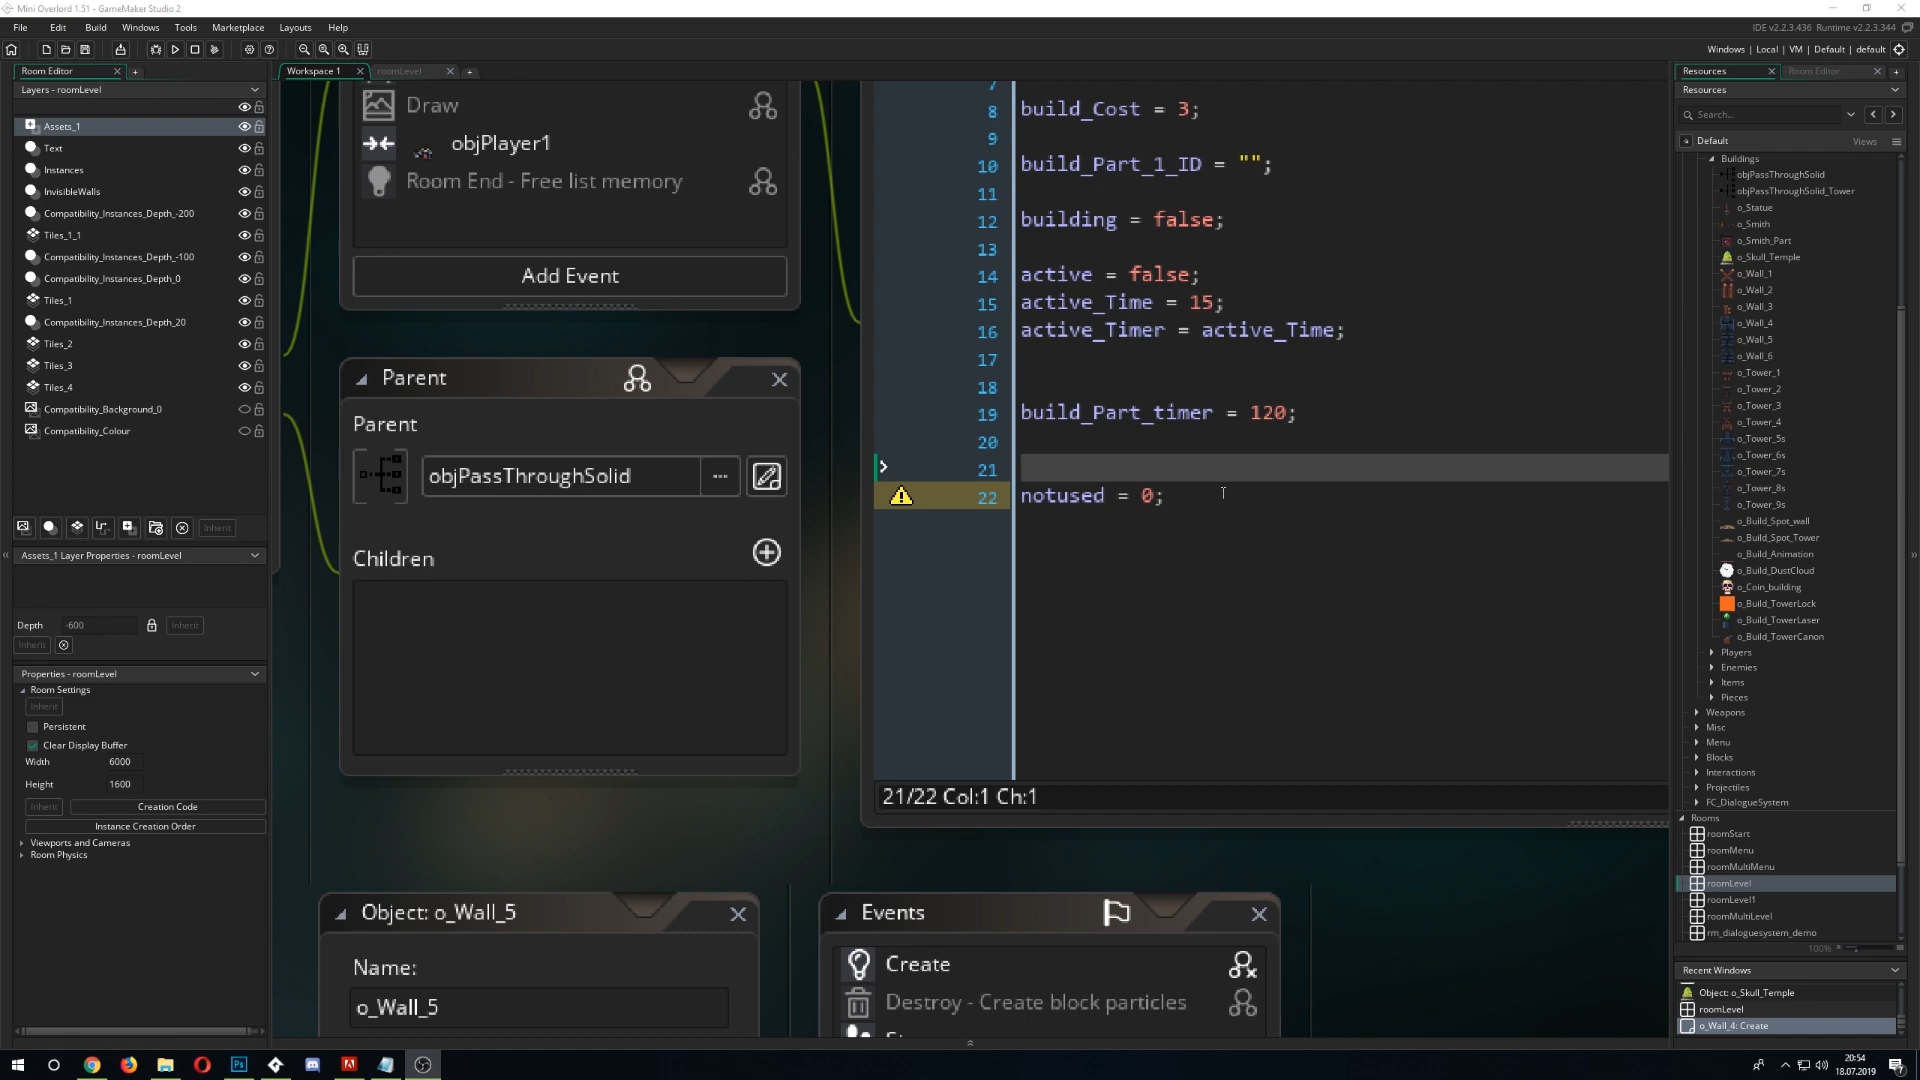 Mini Overlord 1.51 - GameMaker Studio 2
File Edit Build Windows Tools Marketplace Layouts Help
IDE v2.2.3.436 Runtime v2.2.3.344
Windows | Local | VM | Default | default
Room Editor
Layers - roomLevel
Assets_1
Text
Instances
InvisibleWalls
Compatibility_Instances_Depth_-200
Tiles_1_1
Compatibility_Instances_Depth_-100
Compatibility_Instances_Depth_0
Tiles_1
Compatibility_Instances_Depth_20
Tiles_2
Tiles_3
Tiles_4
Compatibility_Background_0
Compatibility_Colour
Inherit
Assets_1 Layer Properties - roomLevel
Depth -600 Inherit
Inherit
Properties - roomLevel
Room Settings
Inherit
Persistent
Clear Display Buffer
Width 6000
Height 1600
Inherit Creation Code
Instance Creation Order
Viewports and Cameras
Room Physics
Workspace 1 roomLevel
Draw
objPlayer1
Room End - Free list memory
Add Event
Parent
Parent
objPassThroughSolid ...
Children
Object: o_Wall_5
Name:
o_Wall_5
Events
Create
Destroy - Create block particles
7
8 build_Cost = 3;
9
10 build_Part_1_ID = "";
11
12 building = false;
13
14 active = false;
15 active_Time = 15;
16 active_Timer = active_Time;
17
18
19 build_Part_timer = 120;
20
21
22 notused = 0;
21/22 Col:1 Ch:1
Resources Room Editor
Resources
Search...
Default Views
Buildings
objPassThroughSolid
objPassThroughSolid_Tower
o_Statue
o_Smith
o_Smith_Part
o_Skull_Temple
o_Wall_1
o_Wall_2
o_Wall_3
o_Wall_4
o_Wall_5
o_Wall_6
o_Tower_1
o_Tower_2
o_Tower_3
o_Tower_4
o_Tower_5s
o_Tower_6s
o_Tower_7s
o_Tower_8s
o_Tower_9s
o_Build_Spot_wall
o_Build_Spot_Tower
o_Build_Animation
o_Build_DustCloud
o_Coin_building
o_Build_TowerLock
o_Build_TowerLaser
o_Build_TowerCanon
Players
Enemies
Items
Pieces
Weapons
Misc
Menu
Blocks
Interactions
Projectiles
FC_DialogueSystem
Rooms
roomStart
roomMenu
roomMultiMenu
roomLevel
roomLevel1
roomMultiLevel
rm_dialoguesystem_demo
100%
Recent Windows
Object: o_Skull_Temple
roomLevel
o_Wall_4: Create
20:54
18.07.2019